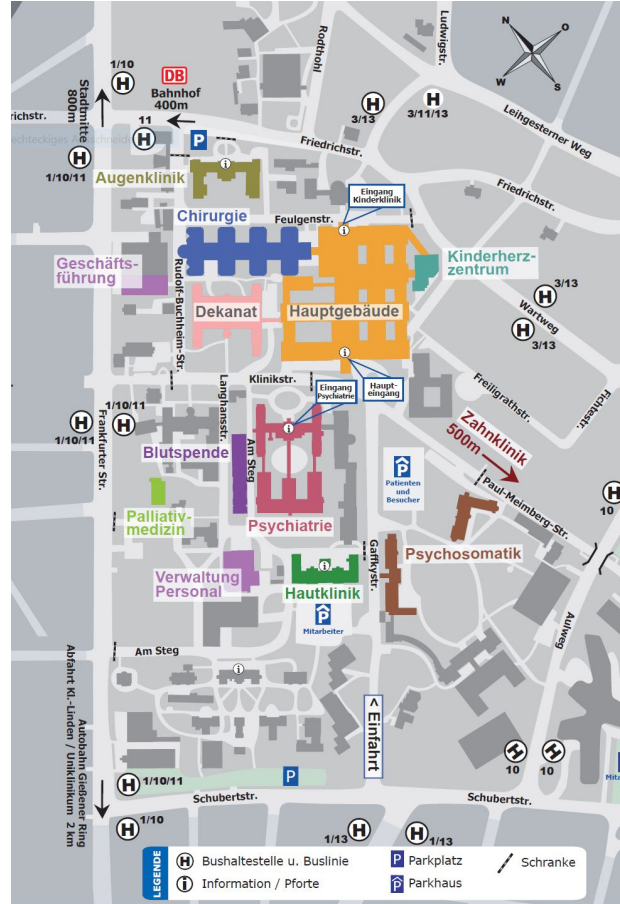 1/10
Stadtmitte
800m
DB
Bahnhof
400m
11
1/10/11
Rodthohl
Ludwigstr.
N
O
W
S
3/13
3/11/13
Leihgesterner Weg
Friedrichstr.
Friedrichstr.
P
Augenklinik
Chirurgie
Feulgenstr.
Eingang
Kinderklinik
Geschäfts-
führung
Kinderherz-
zentrum
Rudolf-Buchheim-Str.
Dekanat
Hauptgebäude
3/13
Wartweg
3/13
Klinikstr.
Eingang
Psychiatrie
Haupt-
eingang
Freiligrathstr.
Fichtestr.
Langhansstr.
1/10/11
1/10/11
Frankfurter Str.
Zahnklinik
500m
Blutspende
Am Steg
Patienten
und
Besucher
Paul-Meimberg-Str.
10
Palliativ-
medizin
Psychiatrie
Psychosomatik
Verwaltung
Personal
Hautklinik
Gaffkystr.
Mitarbeiter
Aulweg
Am Steg
Abfahrt Kl.-Linden / Uniklinikum 2 km
Autobahn Gießener Ring
< Einfahrt
10
10
1/10/11
P
Schubertstr.
Schubertstr.
1/10
1/13
1/13
LEGENDE
H Bushaltestelle u. Buslinie
P Parkplatz
Schranke
i Information / Pforte
P Parkhaus